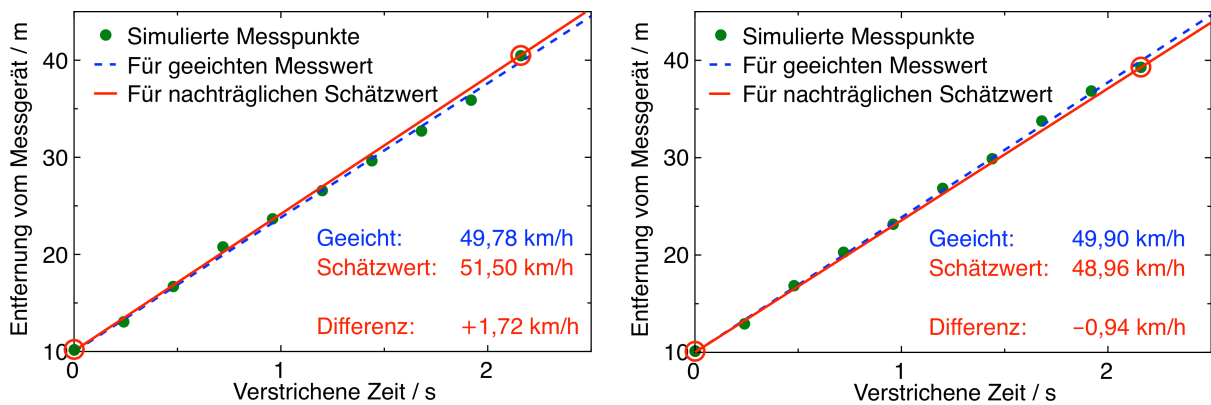 Entfernung vom Messgerät / m
40
30
20
10
Simulierte Messpunkte
Für geeichten Messwert
Für nachträglichen Schätzwert
Geeicht: 49,78 km/h
Schätzwert: 51,50 km/h
Differenz: +1,72 km/h
0 1 2
Verstrichene Zeit / s
Entfernung vom Messgerät / m
40
30
20
10
Simulierte Messpunkte
Für geeichten Messwert
Für nachträglichen Schätzwert
Geeicht: 49,90 km/h
Schätzwert: 48,96 km/h
Differenz: −0,94 km/h
0 1 2
Verstrichene Zeit / s